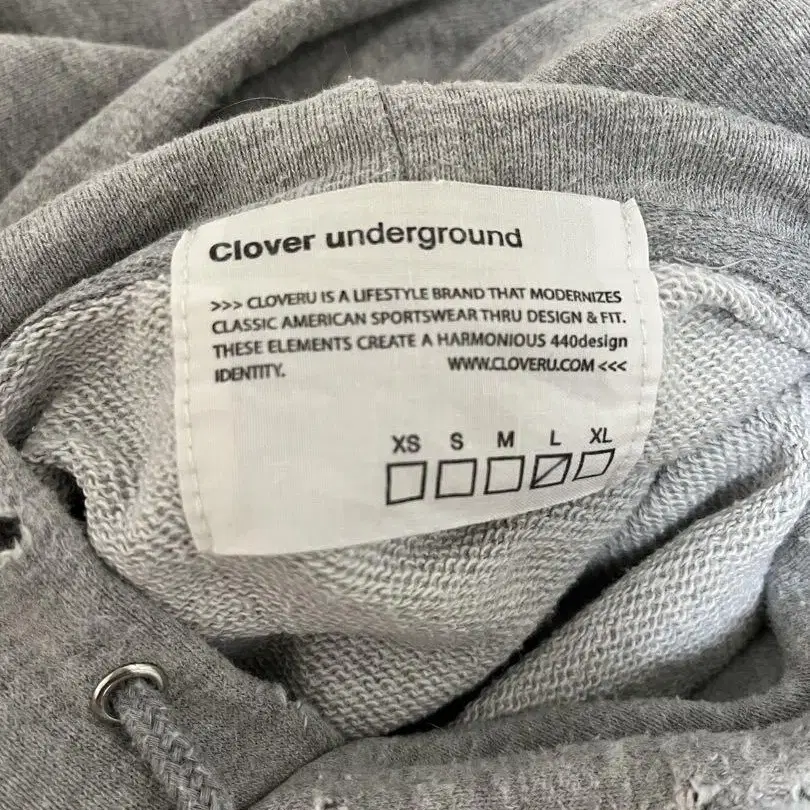 Clover underground
>>> CLOVERU IS A LIFESTYLE BRAND THAT MODERNIZES
CLASSIC AMERICAN SPORTSWEAR THRU DESIGN & FIT.
THESE ELEMENTS CREATE A HARMONIOUS 440design
IDENTITY. WWW.CLOVERU.COM <<<
XS S M L XL